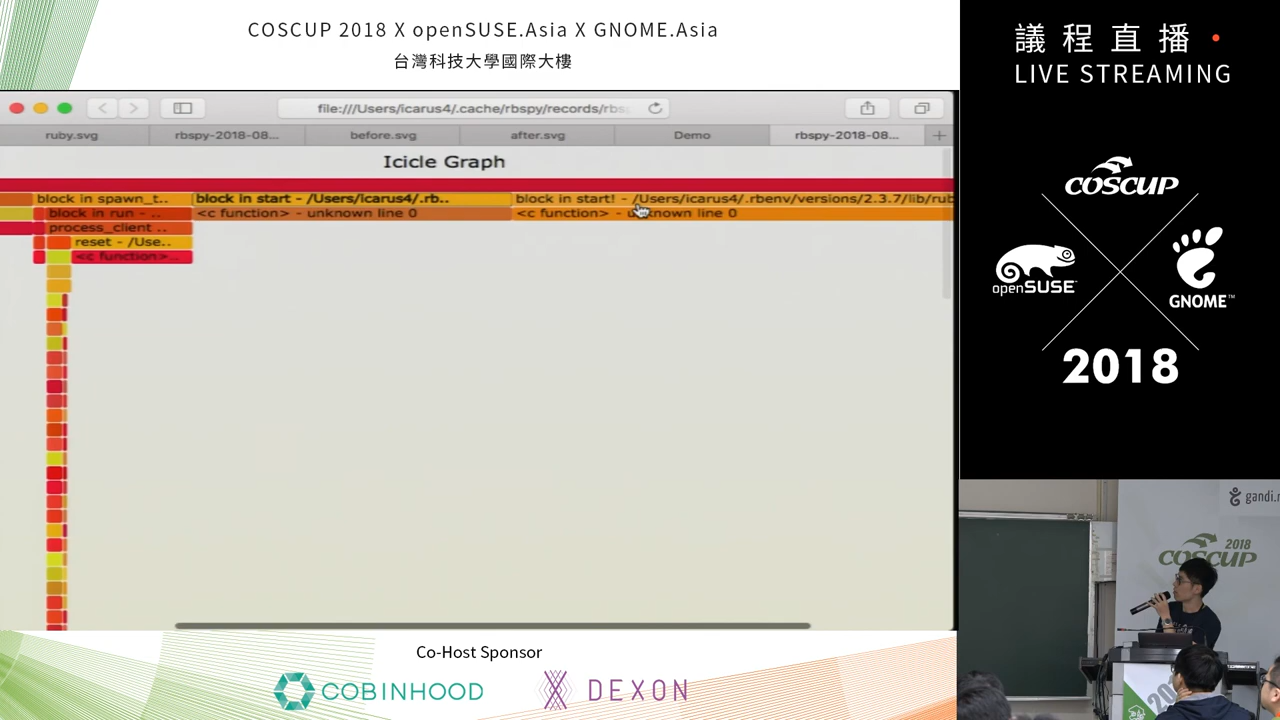 COSCUP 2018 X openSUSE.Asia X GNOME.Asia
台灣科技大學國際大樓
議程直播
LIVE STREAMING
file:///Users/icarus4/.cache/rbspy/records/rbs
ruby.svg
rbspy-2018-08...
before.svg
after.svg
Demo
rbspy-2018-08...
Icicle Graph
block in spawn_t..
block in start - /Users/icarus4/.rb..
block in start! - /Users/icarus4/.rbenv/versions/2.3.7/lib/rub
block in run - ..
<c function> - unknown line 0
<c function> - unknown line 0
process_client ..
reset - /Use..
<c function>...
COSCUP
openSUSE
GNOME™
2018
gandi.n
2018
COSCUP
Co-Host Sponsor
COBINHOOD
DEXON